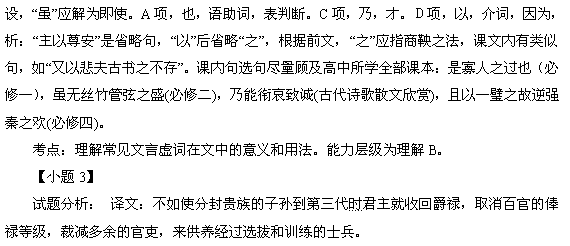 设，“虽”应解为即使。A 项，也，语助词，表判断。C 项，乃，才。D 项，以，介词，因为，
析：“主以尊安”是省略句，“以”后省略“之”，根据前文，“之”应指商鞅之法，课文内有类似
句，如“又以悲夫古书之不存”。课内句选句尽量顾及高中所学全部课本：是寡人之过也（必
修一），虽无丝竹管弦之盛(必修二)，乃能衔哀致诚(古代诗歌散文欣赏)，且以一璧之故逆强
秦之欢(必修四)。
考点：理解常见文言虚词在文中的意义和用法。能力层级为理解 B。
【小题 3】
试题分析： 译文：不如使分封贵族的子孙到第三代时君主就收回爵禄，取消百官的俸
禄等级，裁减多余的官吏，来供养经过选拔和训练的士兵。